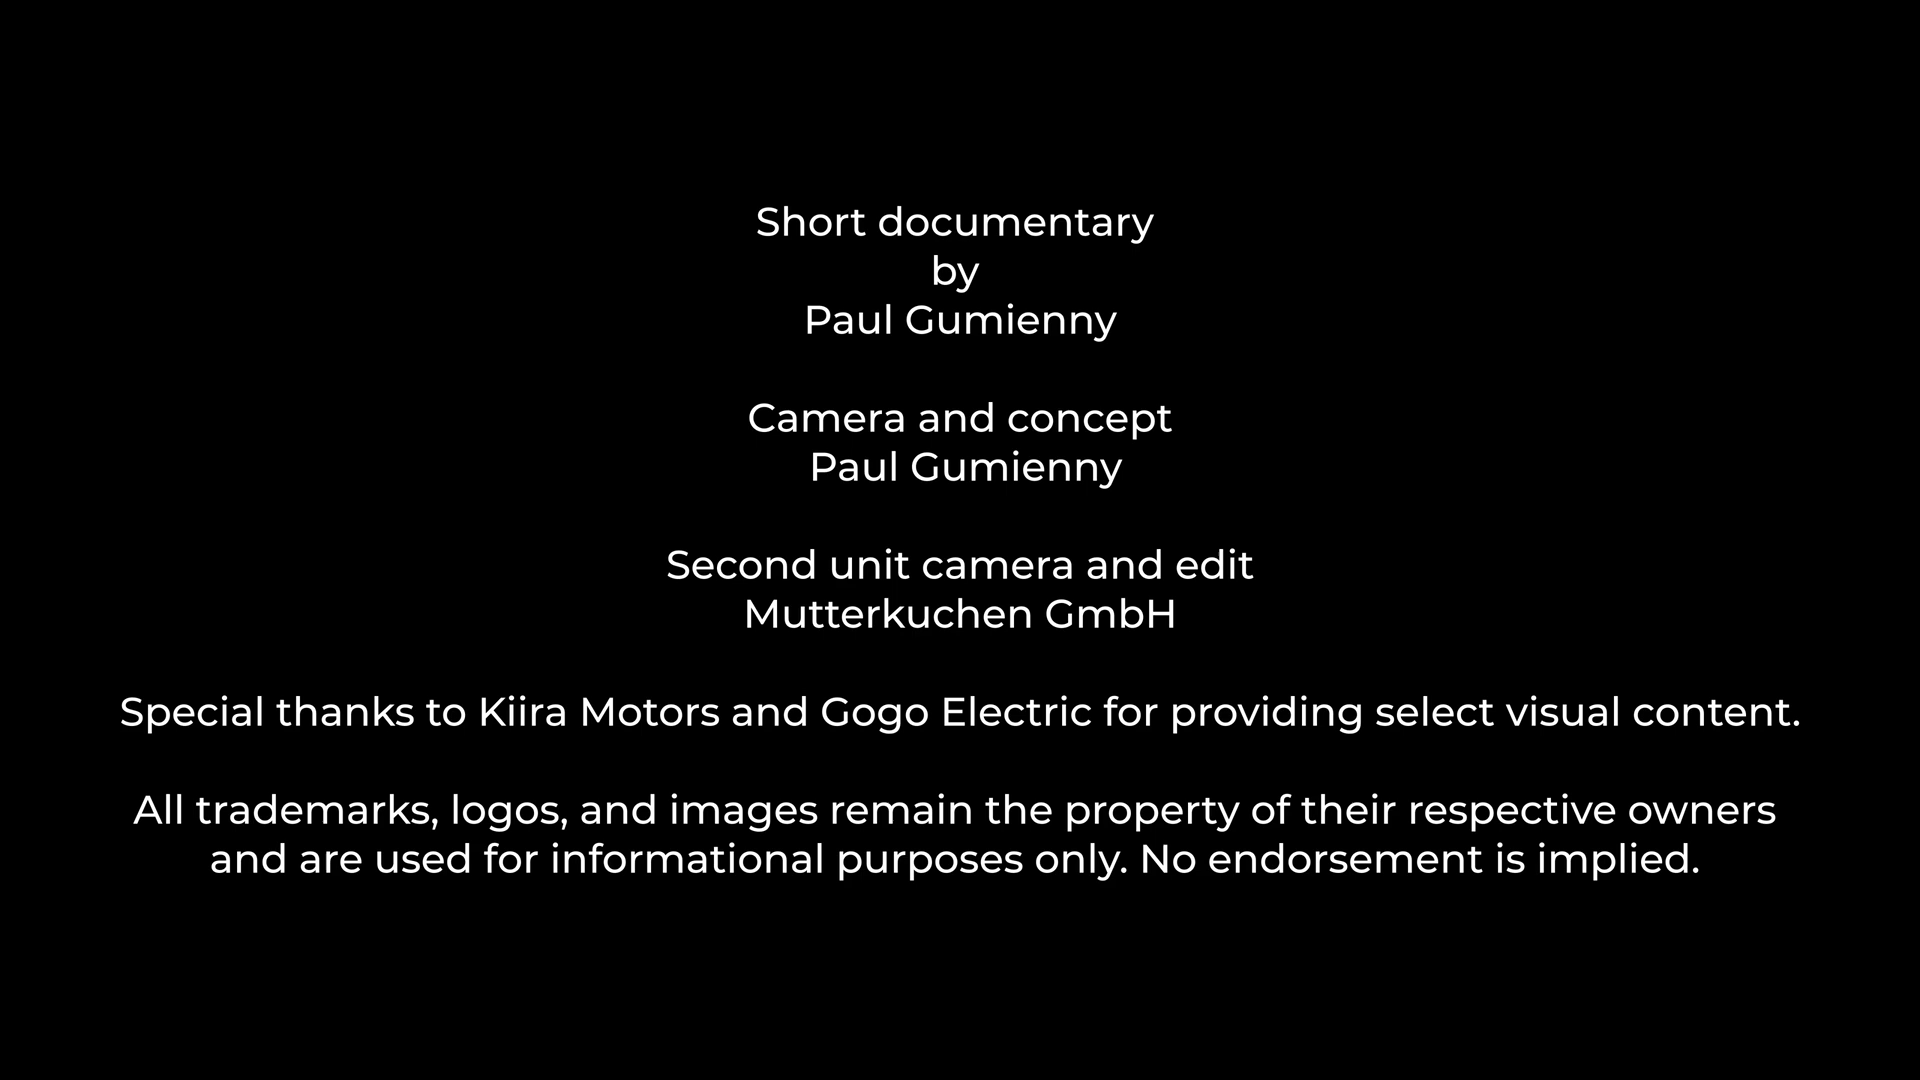 Short documentary
by
Paul Gumienny
Camera and concept
Paul Gumienny
Second unit camera and edit
Mutterkuchen GmbH
Special thanks to Kiira Motors and Gogo Electric for providing select visual content.
All trademarks, logos, and images remain the property of their respective owners
and are used for informational purposes only. No endorsement is implied.